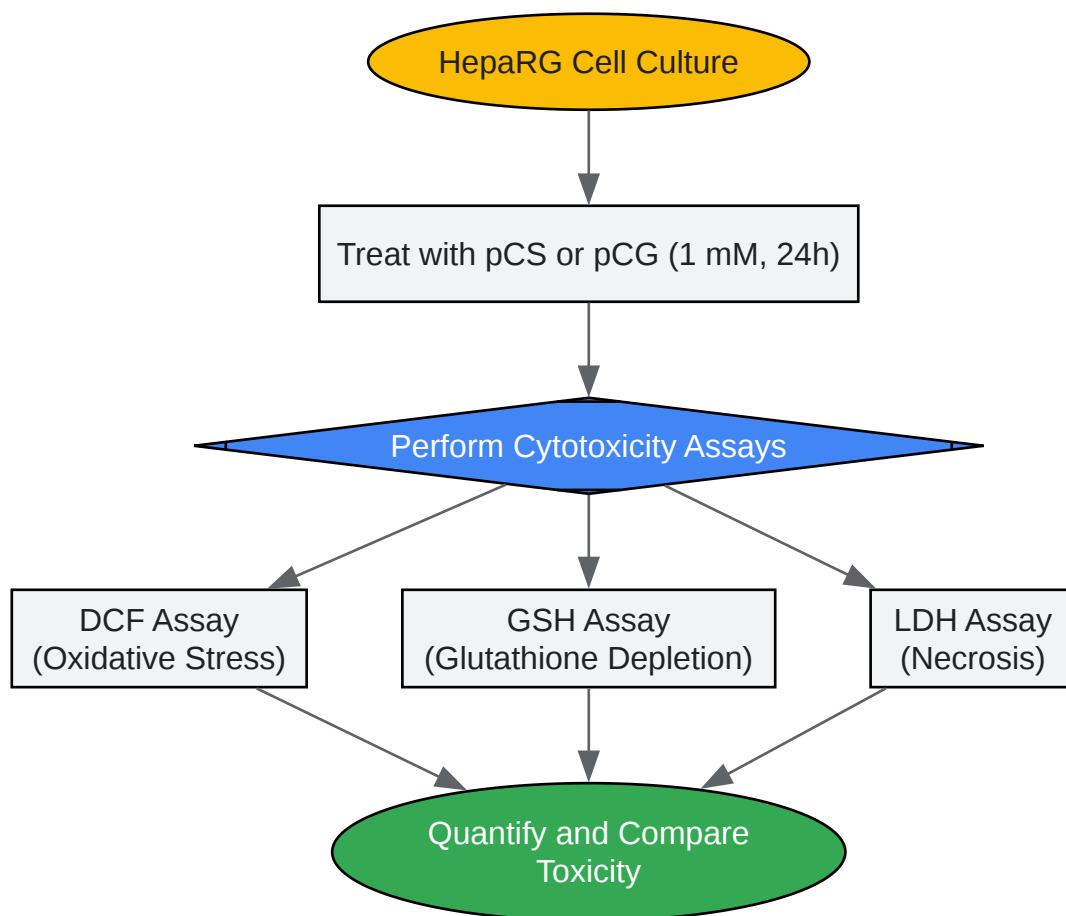 HepaRG Cell Culture
Treat with pCS or pCG (1 mM, 24h)
Perform Cytotoxicity Assays
DCF Assay
(Oxidative Stress)
GSH Assay
(Glutathione Depletion)
LDH Assay
(Necrosis)
Quantify and Compare
Toxicity